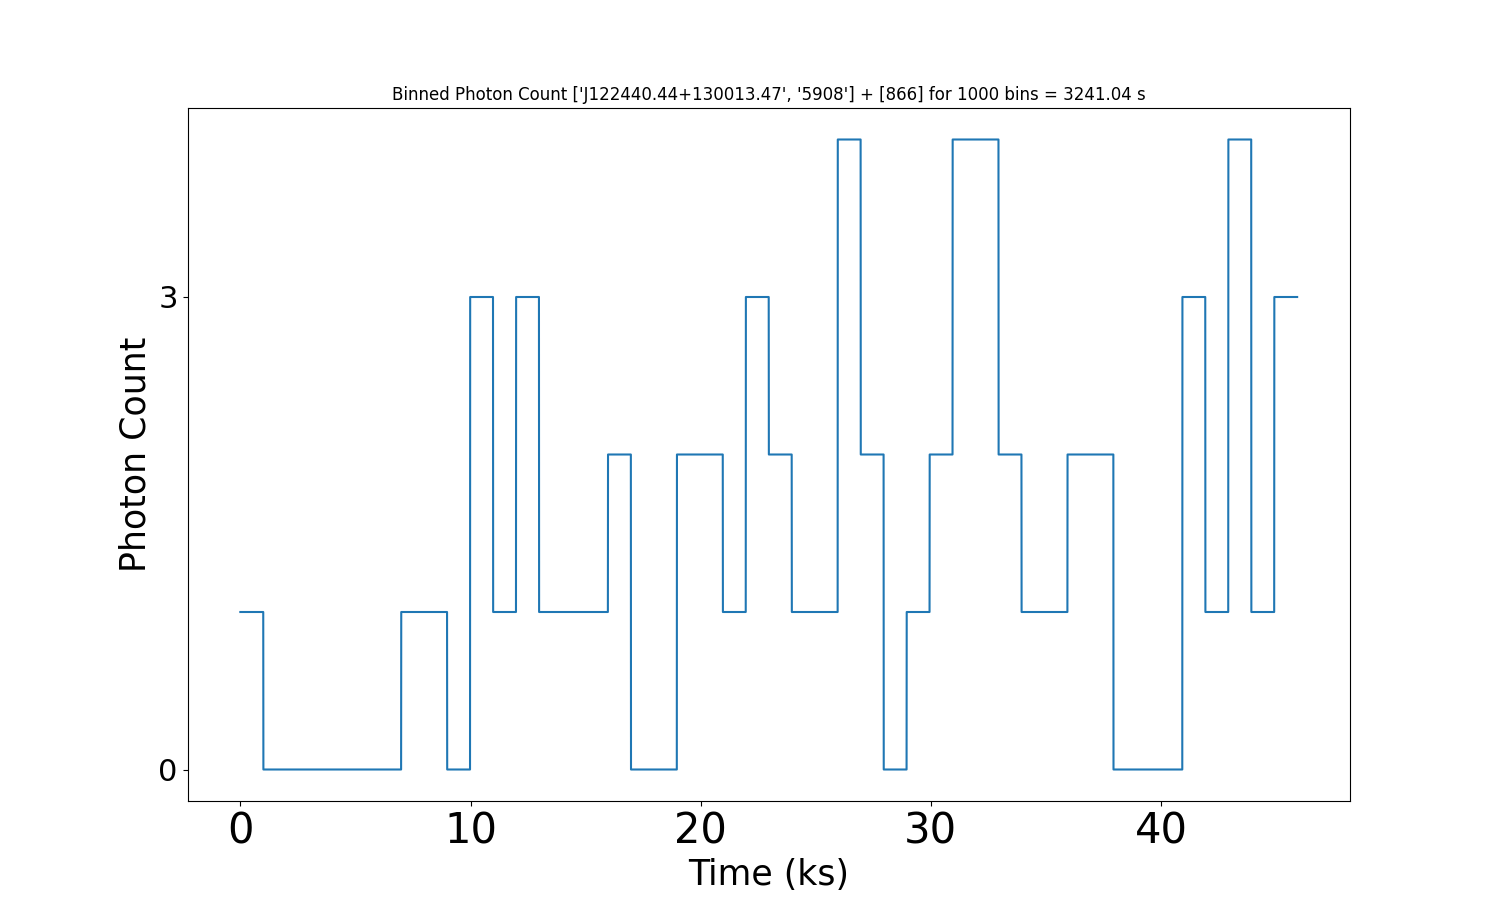 Binned Photon Count ['J122440.44+130013.47', '5908'] + [866] for 1000 bins = 3241.04 s
Photon Count
3
0
0 10 20 30 40
Time (ks)